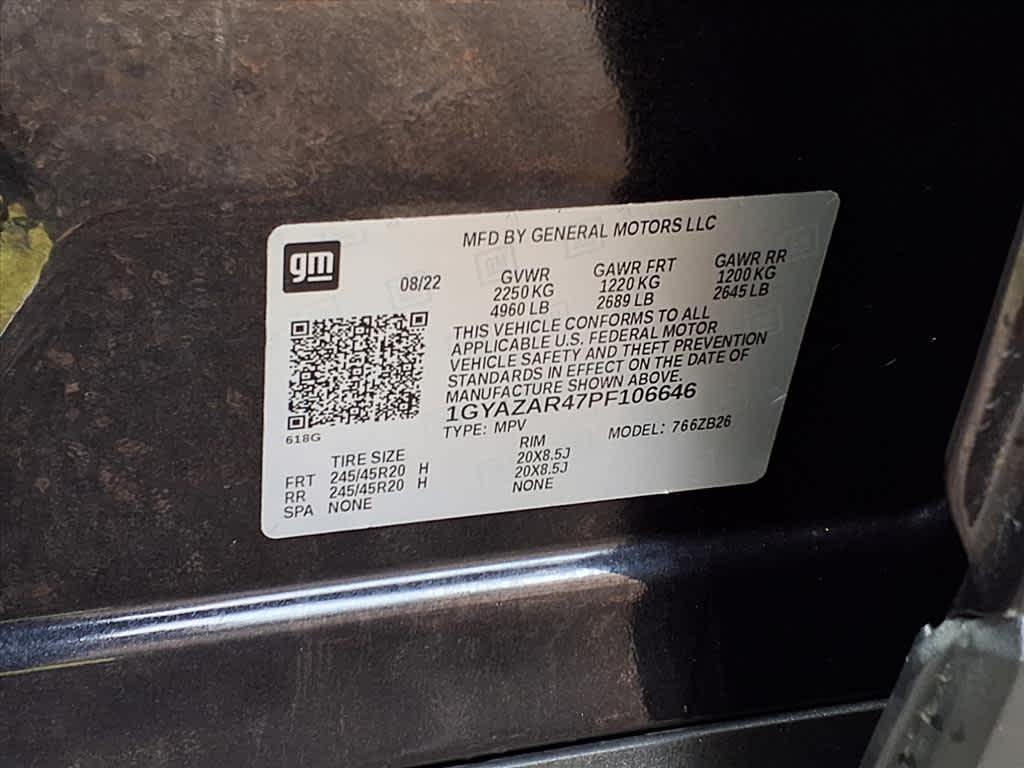 MFD BY GENERAL MOTORS LLC
gm
08/22
GVWR
2250 KG
4960 LB
GAWR FRT
1220 KG
2689 LB
GAWR RR
1200 KG
2645 LB
THIS VEHICLE CONFORMS TO ALL
APPLICABLE U.S. FEDERAL MOTOR
VEHICLE SAFETY AND THEFT PREVENTION
STANDARDS IN EFFECT ON THE DATE OF
MANUFACTURE SHOWN ABOVE.
1GYAZAR47PF106646
TYPE: MPV
MODEL: 766ZB26
618G
TIRE SIZE
RIM
FRT 245/45R20 H 20X8.5J
RR 245/45R20 H 20X8.5J
SPA NONE NONE